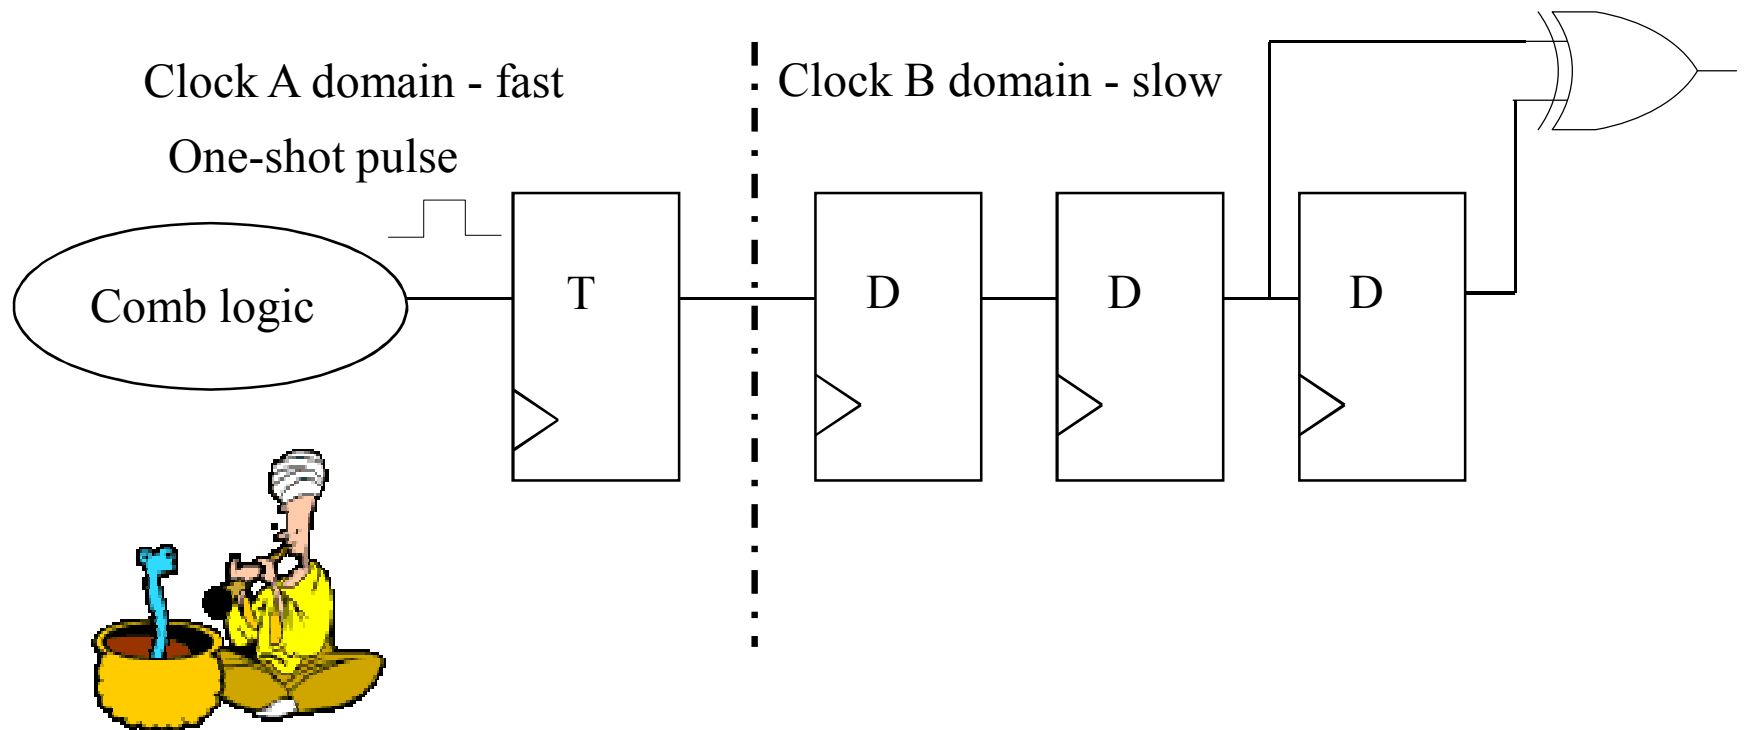 Clock A domain - fast
Clock B domain - slow
One-shot pulse
Comb logic
T
D
D
D